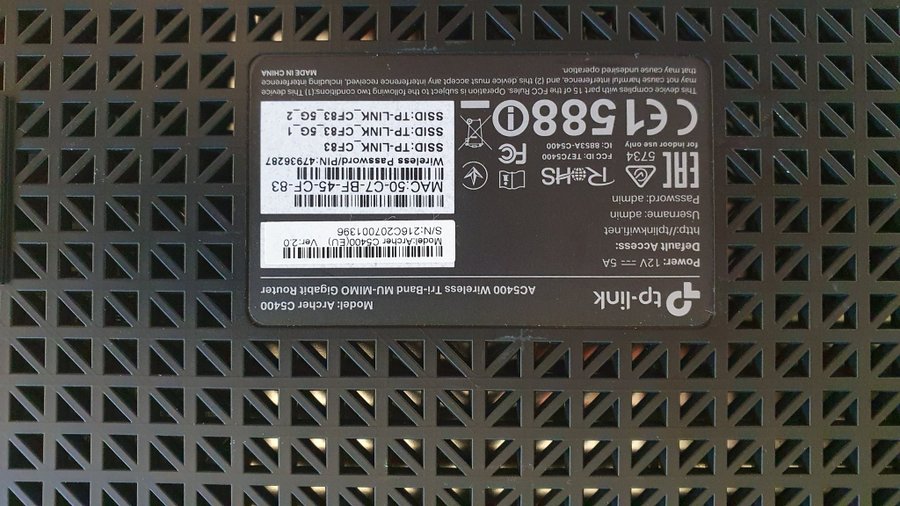 tp-link
Model: Archer C5400
AC5400 Wireless Tri-Band MU-MIMO Gigabit Router
Power: 12V ⎓ 5A
Default Access:
http://tplinkwifi.net
Username: admin
Password: admin
Model:Archer C5400(EU) Ver:2.0
S/N:216C207001396
MAC:50-C7-BF-45-CF-83
Wireless Password/PIN:47936287
SSID:TP-LINK_CF83
SSID:TP-LINK_CF83_5G_1
SSID:TP-LINK_CF83_5G_2
EAC
5734
RoHS
FCC ID: TE7C5400
IC: 8853A-C5400
for indoor use only
FC
CE1588
This device complies with part 15 of the FCC Rules. Operation is subject to the following two conditions:(1) This device
may not cause harmful interference, and (2) this device must accept any interference received, including interference
that may cause undesired operation.
MADE IN CHINA